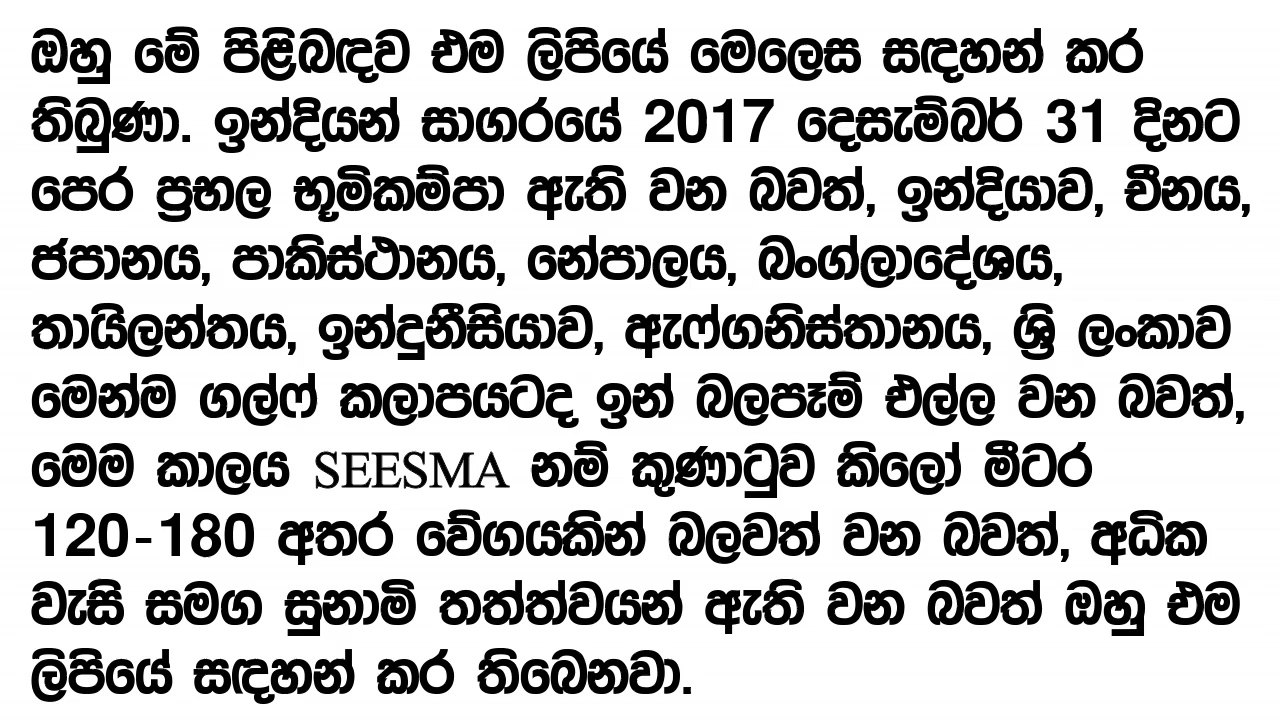 ඔහු මේ පිළිබඳව එම ලිපියේ මෙලෙස සඳහන් කර
තිබුණා. ඉන්දියන් සාගරයේ 2017 දෙසැම්බර් 31 දිනට
පෙර ප්‍රභල භූමිකම්පා ඇති වන බවත්, ඉන්දියාව, චීනය,
ජපානය, පාකිස්ථානය, නේපාලය, බංග්ලාදේශය,
තායිලන්තය, ඉන්දුනීසියාව, ඇෆ්ගනිස්තානය, ශ්‍රි ලංකාව
මෙන්ම ගල්ෆ් කලාපයටද ඉන් බලපෑම් එල්ල වන බවත්,
මෙම කාලය SEESMA නම් කුණාටුව කිලෝ මීටර
120-180 අතර වේගයකින් බලවත් වන බවත්, අධික
වැසි සමග සුනාමි තත්ත්වයන් ඇති වන බවත් ඔහු එම
ලිපියේ සඳහන් කර තිබෙනවා.